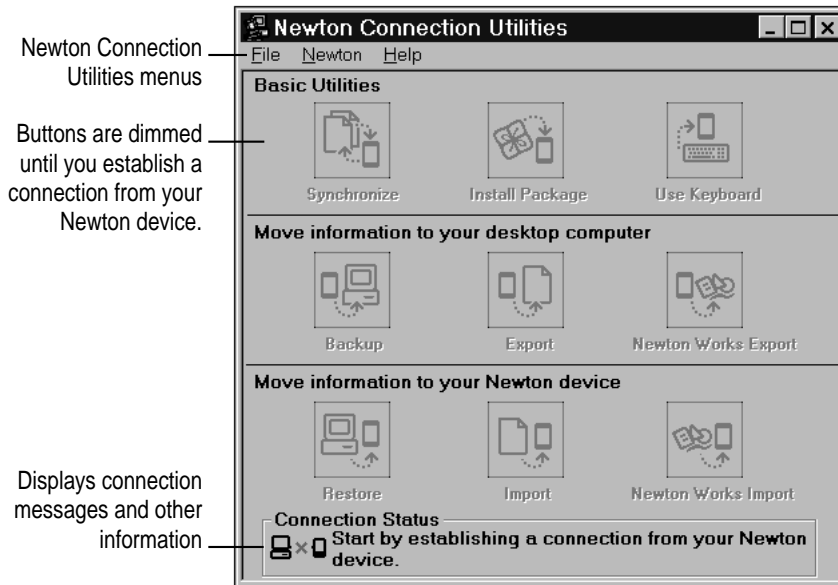 Newton Connection Utilities
Newton Connection
Utilities menus
File Newton Help
Basic Utilities
Buttons are dimmed
until you establish a
connection from your
Newton device.
Synchronize Install Package Use Keyboard
Move information to your desktop computer
Backup Export Newton Works Export
Move information to your Newton device
Restore Import Newton Works Import
Displays connection
messages and other
information
Connection Status
Start by establishing a connection from your Newton
device.